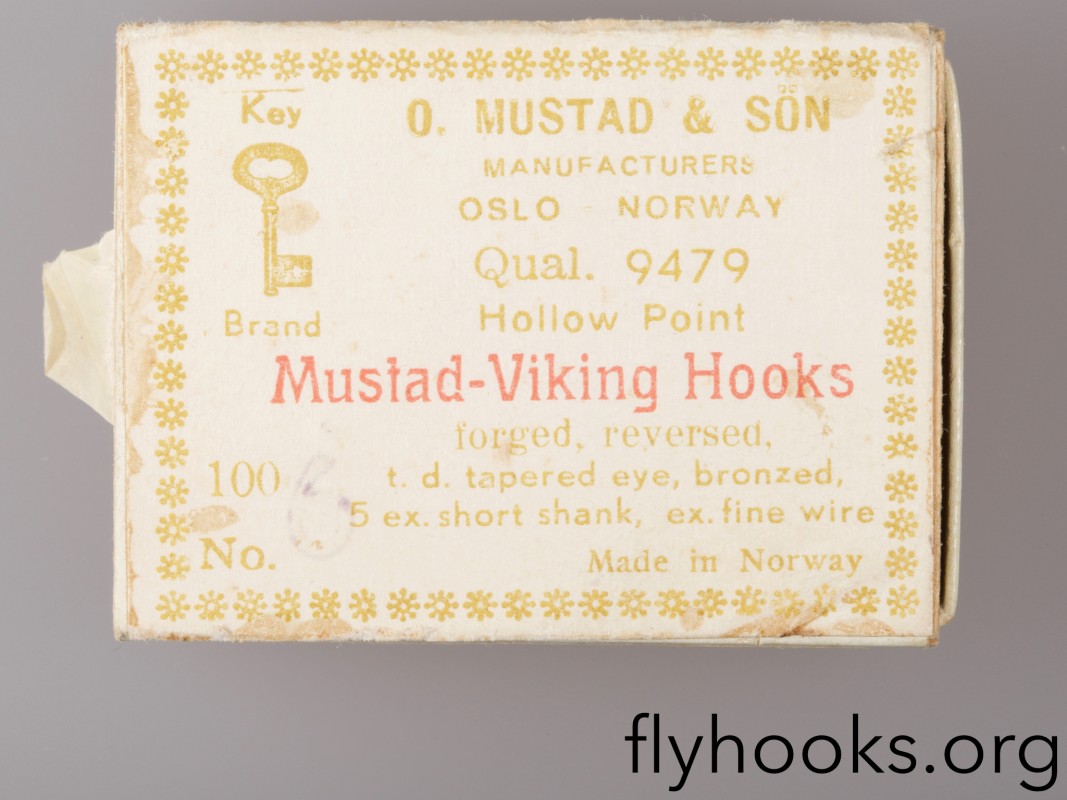 Key
O. MUSTAD & SÖN
MANUFACTURERS
OSLO - NORWAY
Qual. 9479
Brand
Hollow Point
Mustad-Viking Hooks
forged, reversed,
100
t. d. tapered eye, bronzed,
5 ex. short shank, ex. fine wire
No. 6
Made in Norway
flyhooks.org